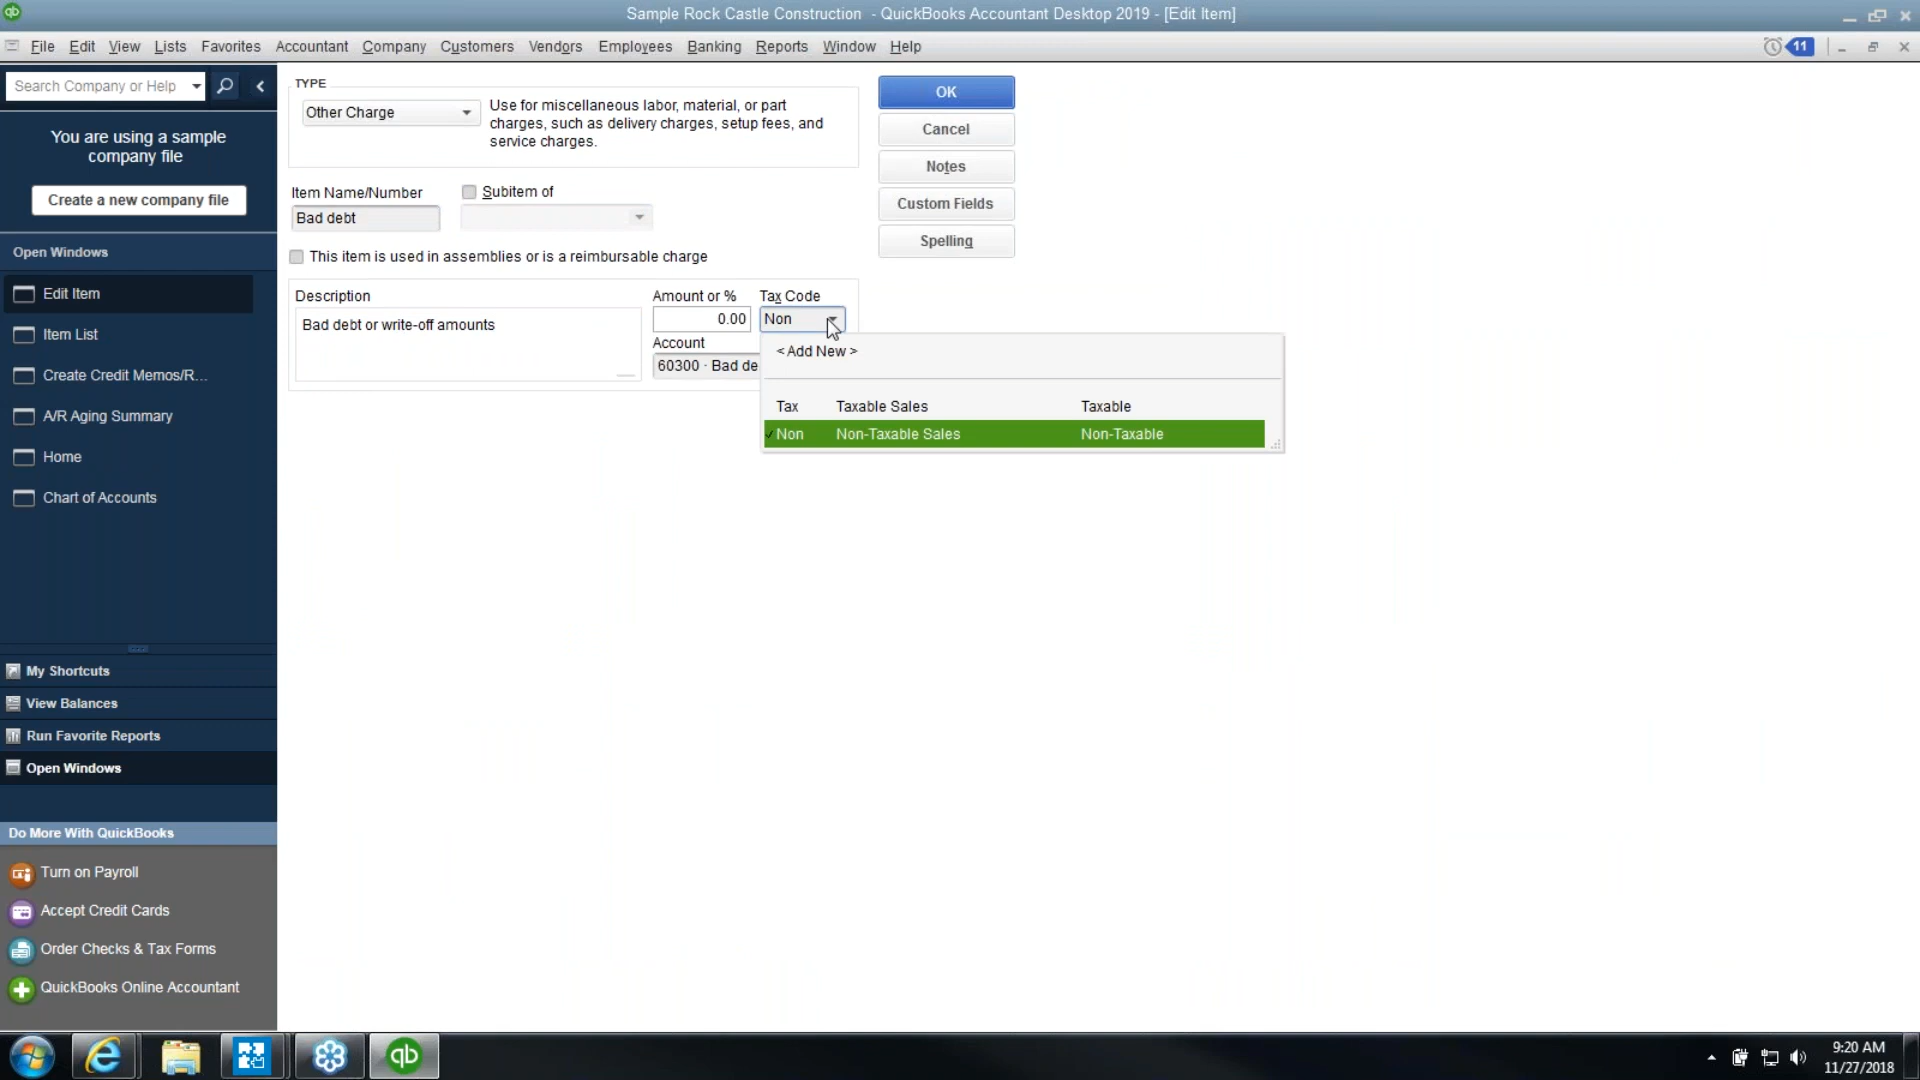 Sample Rock Castle Construction - QuickBooks Accountant Desktop 2019 - [Edit Item]
File Edit View Lists Favorites Accountant Company Customers Vendors Employees Banking Reports Window Help
11
Search Company or Help
You are using a sample
company file
Create a new company file
Open Windows
Edit Item
Item List
Create Credit Memos/R...
A/R Aging Summary
Home
Chart of Accounts
My Shortcuts
View Balances
Run Favorite Reports
Open Windows
Do More With QuickBooks
Turn on Payroll
Accept Credit Cards
Order Checks & Tax Forms
QuickBooks Online Accountant
TYPE
Other Charge
Use for miscellaneous labor, material, or part
charges, such as delivery charges, setup fees, and
service charges.
Item Name/Number
Subitem of
Bad debt
This item is used in assemblies or is a reimbursable charge
Description
Amount or %
Tax Code
Bad debt or write-off amounts
0.00
Non
Account
60300 · Bad de
< Add New >
Tax Taxable Sales Taxable
Non Non-Taxable Sales Non-Taxable
OK
Cancel
Notes
Custom Fields
Spelling
qb
9:20 AM
11/27/2018